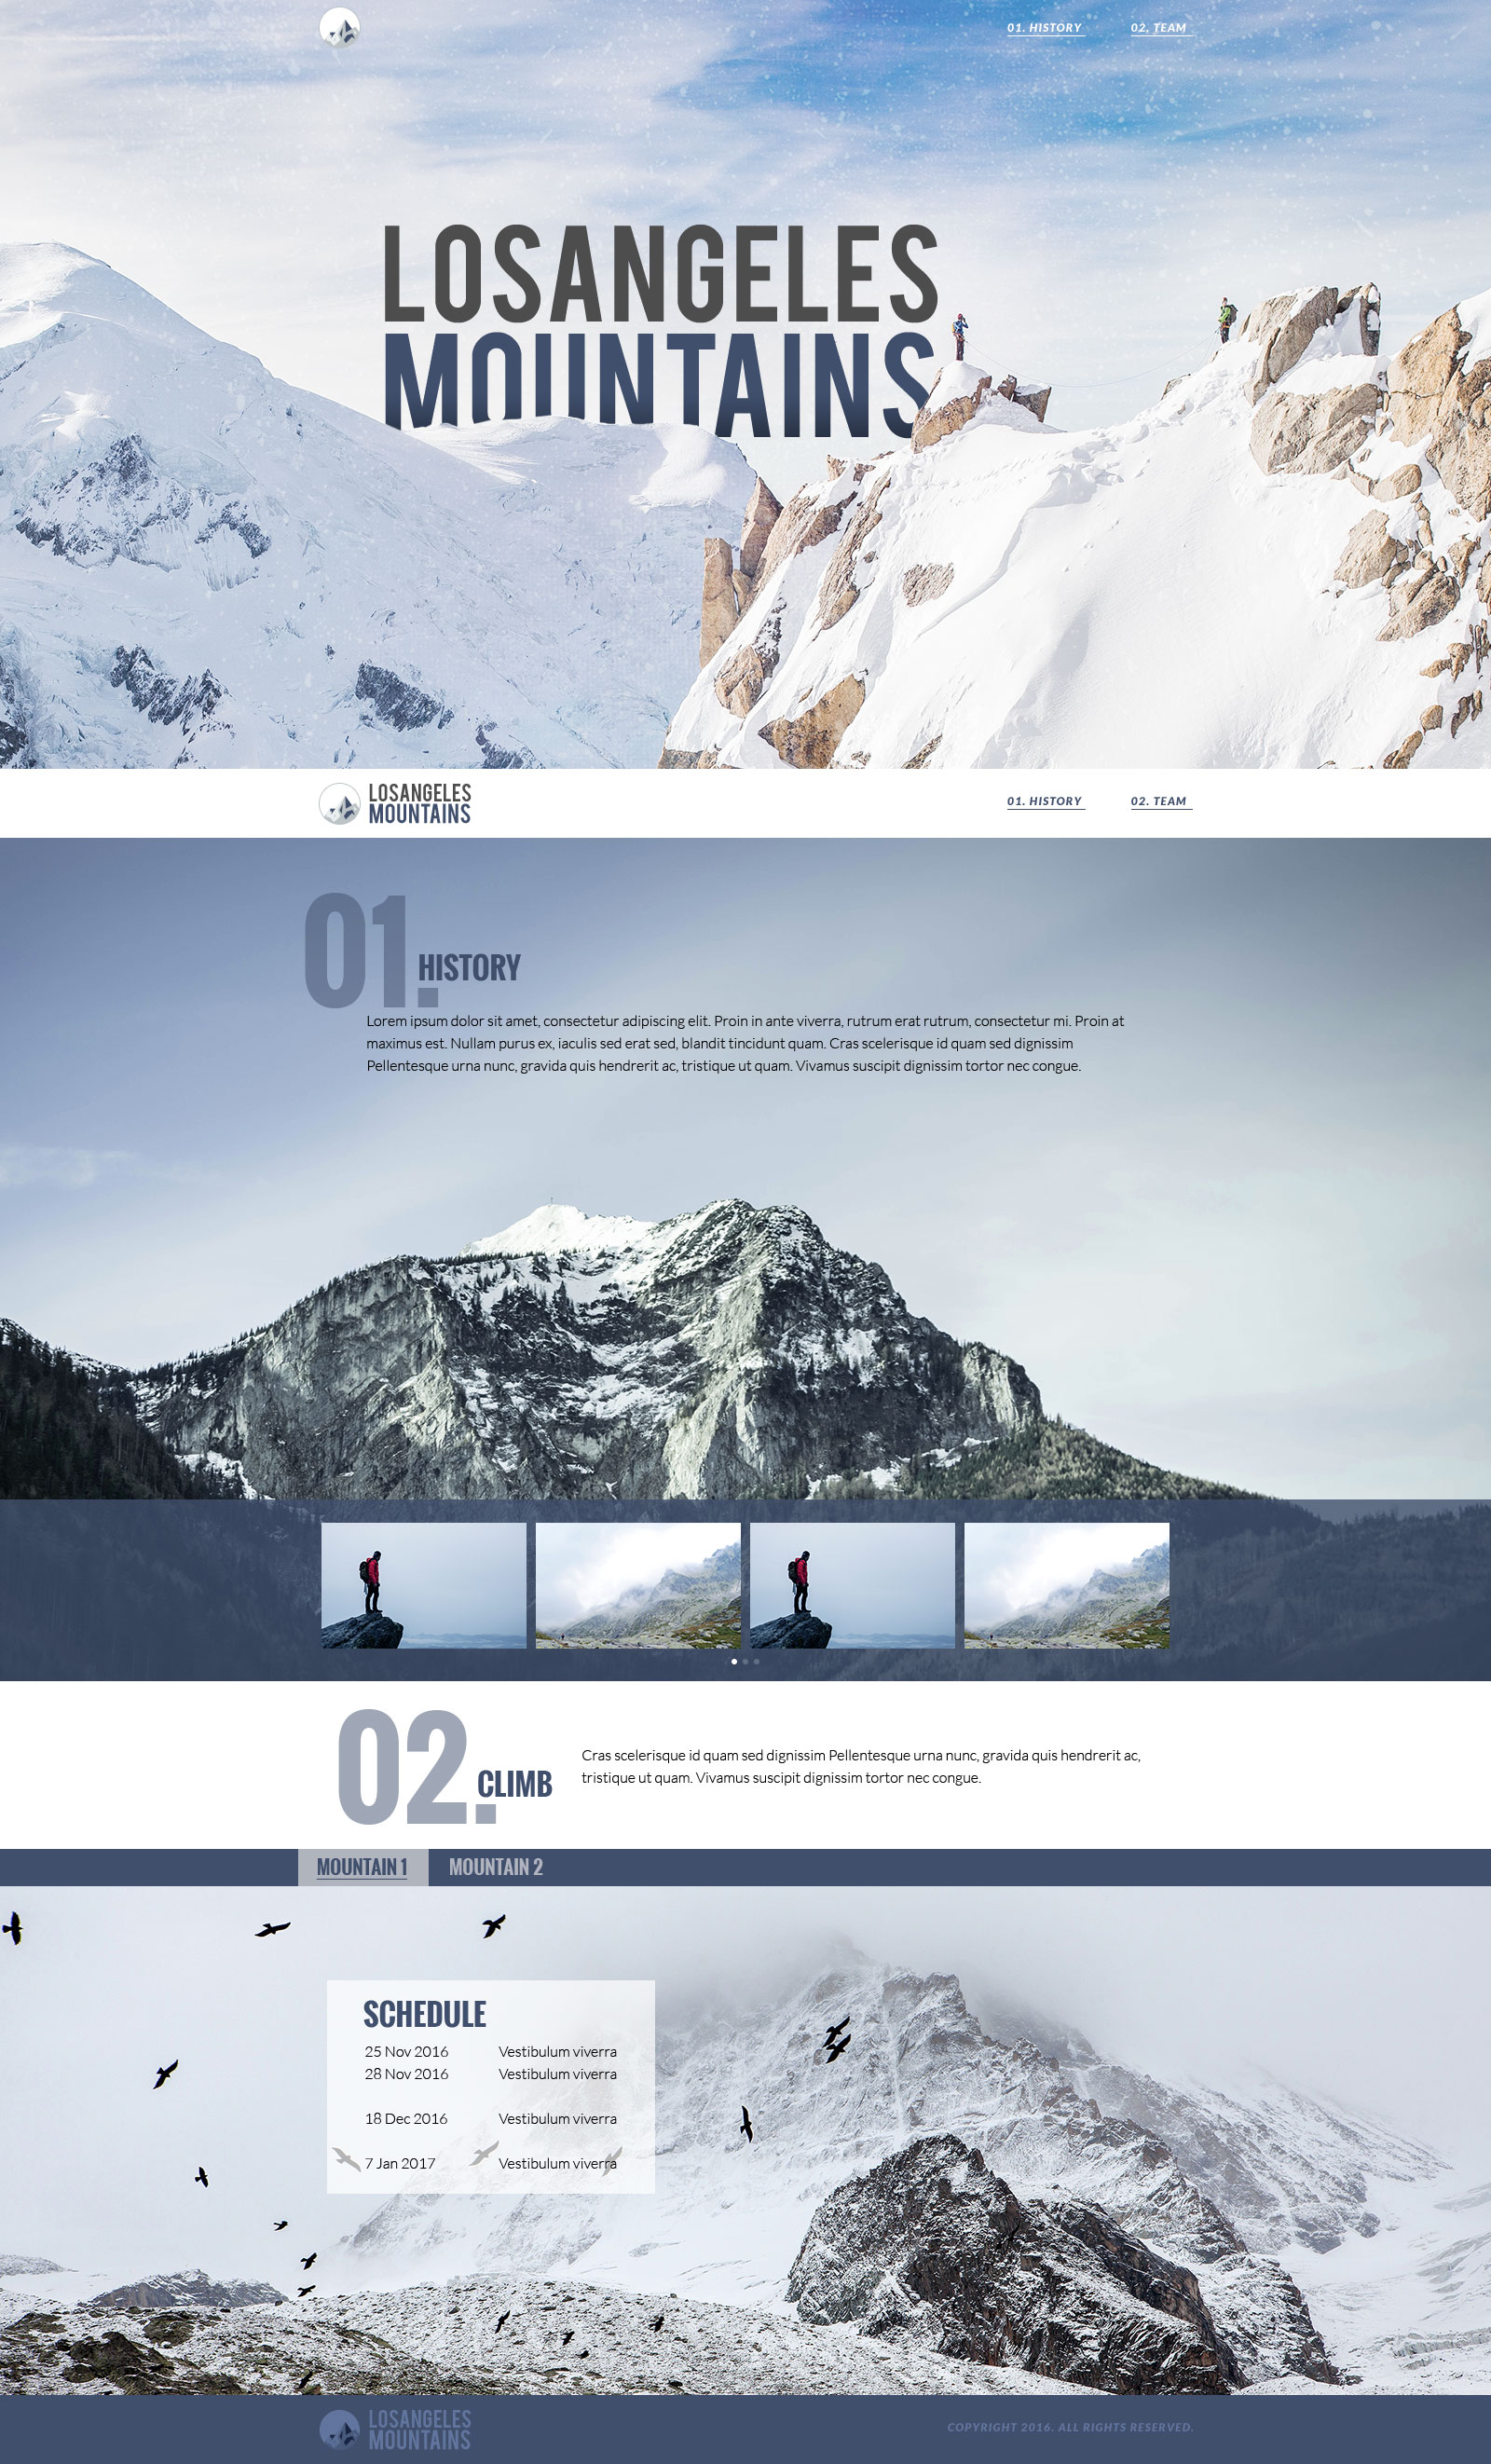 01. HISTORY
02, TEAM
LOSANGELES
MOUNTAINS
LOSANGELES
MOUNTAINS
01. HISTORY
02. TEAM
01.
HISTORY
Lorem ipsum dolor sit amet, consectetur adipiscing elit. Proin in ante viverra, rutrum erat rutrum, consectetur mi. Proin at
maximus est. Nullam purus ex, iaculis sed erat sed, blandit tincidunt quam. Cras scelerisque id quam sed dignissim
Pellentesque urna nunc, gravida quis hendrerit ac, tristique ut quam. Vivamus suscipit dignissim tortor nec congue.
02.
CLIMB
Cras scelerisque id quam sed dignissim Pellentesque urna nunc, gravida quis hendrerit ac,
tristique ut quam. Vivamus suscipit dignissim tortor nec congue.
MOUNTAIN 1
MOUNTAIN 2
SCHEDULE
25 Nov 2016 Vestibulum viverra
28 Nov 2016 Vestibulum viverra
18 Dec 2016 Vestibulum viverra
7 Jan 2017 Vestibulum viverra
LOSANGELES
MOUNTAINS
COPYRIGHT 2016. ALL RIGHTS RESERVED.